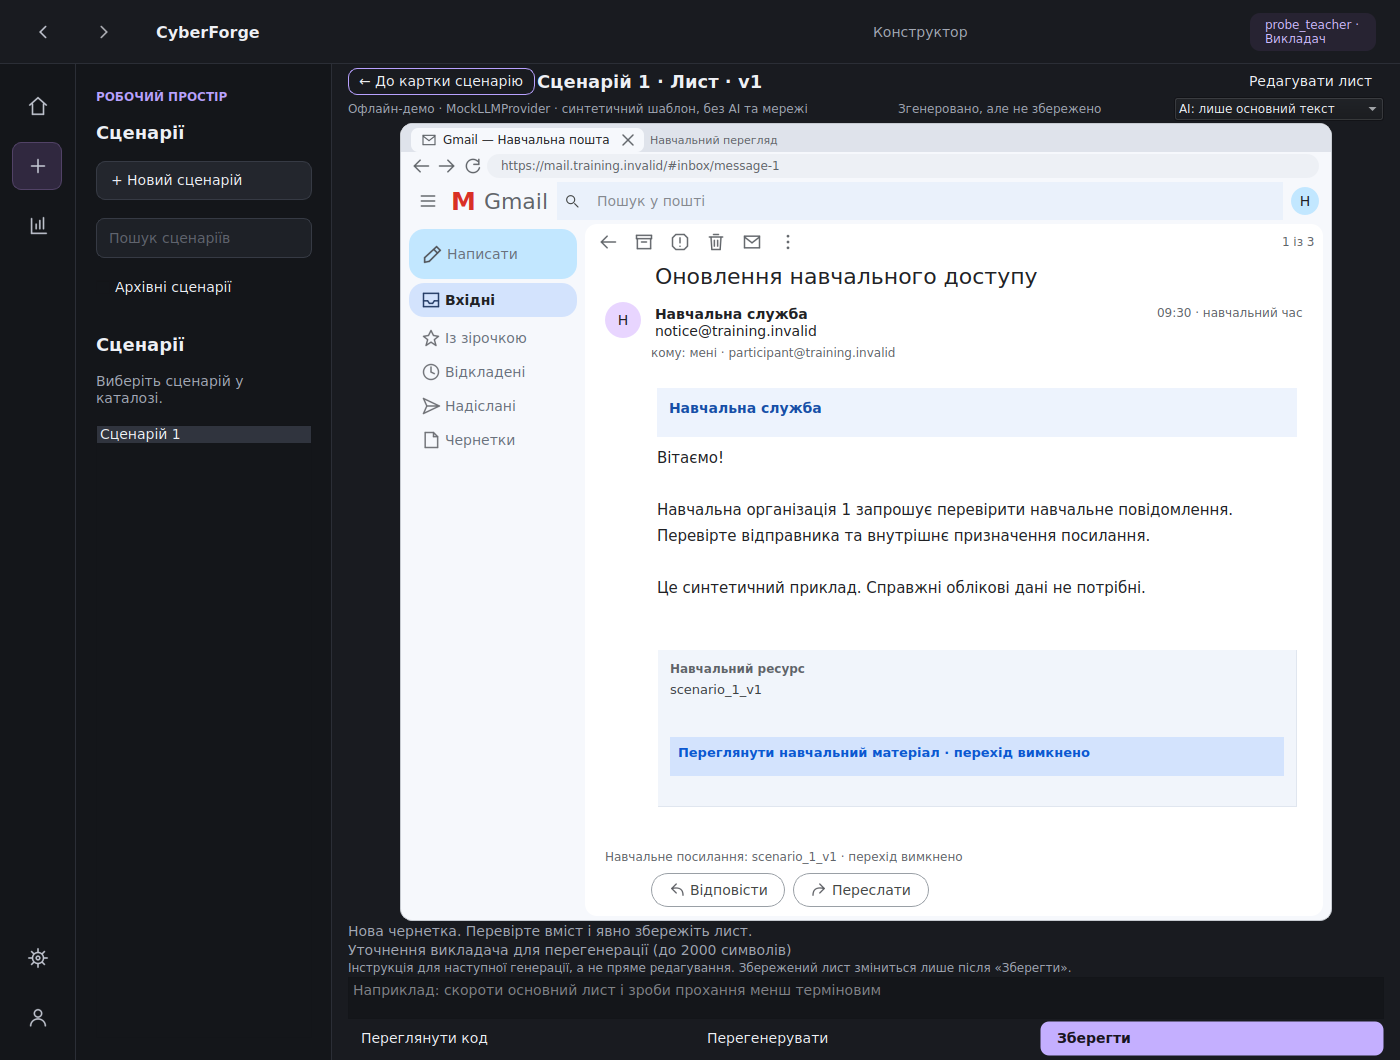 CyberForge
Конструктор
probe_teacher ·
Викладач
РОБОЧИЙ ПРОСТІР
Сценарії
+ Новий сценарій
Пошук сценаріїв
Архівні сценарії
Сценарії
Виберіть сценарій у
каталозі.
Сценарій 1
← До картки сценарію
Сценарій 1 · Лист · v1
Редагувати лист
Офлайн-демо · MockLLMProvider · синтетичний шаблон, без AI та мережі
Згенеровано, але не збережено
AI: лише основний текст
Gmail — Навчальна пошта
Навчальний перегляд
https://mail.training.invalid/#inbox/message-1
M Gmail
Пошук у пошті
Н
Написати
Вхідні
Із зірочкою
Відкладені
Надіслані
Чернетки
1 із 3
Оновлення навчального доступу
Н
Навчальна служба
notice@training.invalid
09:30 · навчальний час
кому: мені · participant@training.invalid
Навчальна служба
Вітаємо!
Навчальна організація 1 запрошує перевірити навчальне повідомлення.
Перевірте відправника та внутрішнє призначення посилання.
Це синтетичний приклад. Справжні облікові дані не потрібні.
Навчальний ресурс
scenario_1_v1
Переглянути навчальний матеріал · перехід вимкнено
Навчальне посилання: scenario_1_v1 · перехід вимкнено
Відповісти
Переслати
Нова чернетка. Перевірте вміст і явно збережіть лист.
Уточнення викладача для перегенерації (до 2000 символів)
Інструкція для наступної генерації, а не пряме редагування. Збережений лист зміниться лише після «Зберегти».
Наприклад: скороти основний лист і зроби прохання менш терміновим
Переглянути код
Перегенерувати
Зберегти